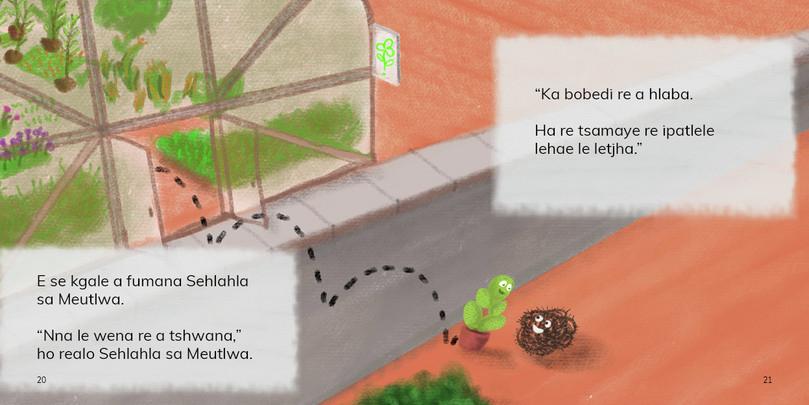 E se kgale a fumana Sehlahla
sa Meutlwa.
“Nna le wena re a tshwana,”
ho realo Sehlahla sa Meutlwa.
20
“Ka bobedi re a hlaba.
Ha re tsamaye re ipatlele
lehae le letjha.”
21